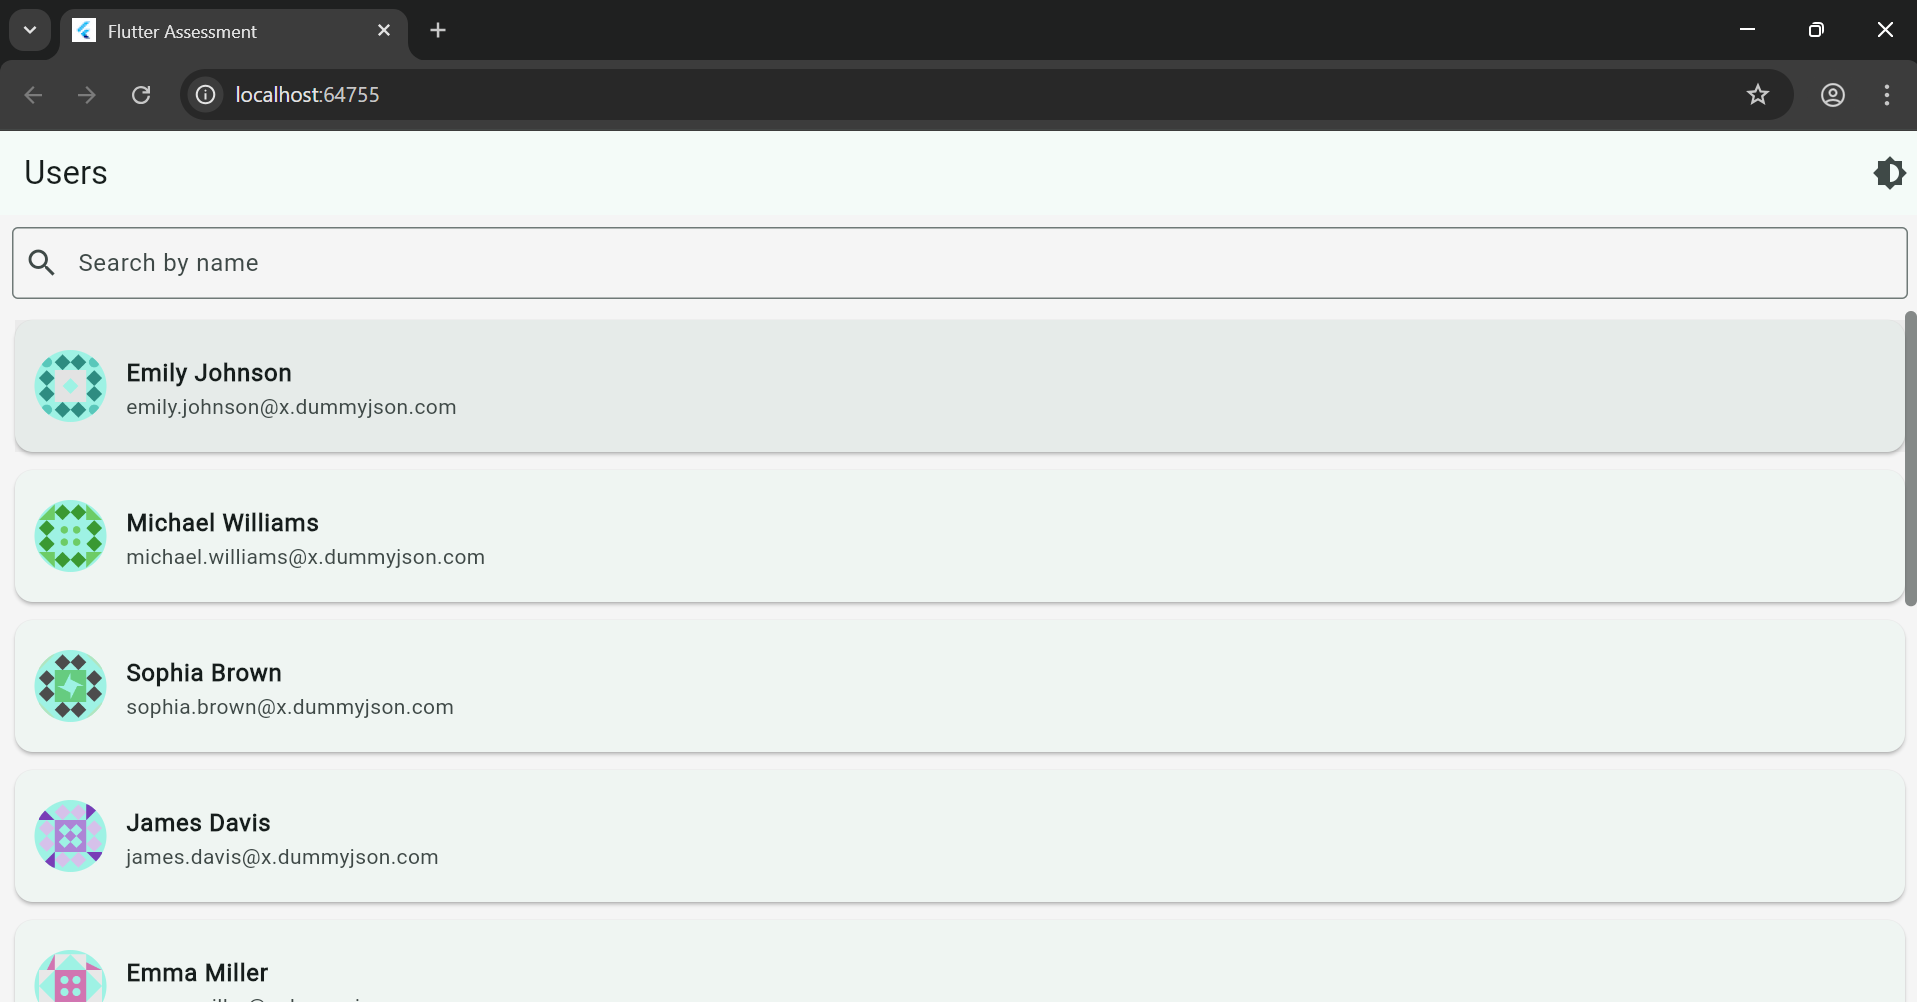 Flutter Assessment
localhost:64755
Users
Search by name
Emily Johnson
emily.johnson@x.dummyjson.com
Michael Williams
michael.williams@x.dummyjson.com
Sophia Brown
sophia.brown@x.dummyjson.com
James Davis
james.davis@x.dummyjson.com
Emma Miller